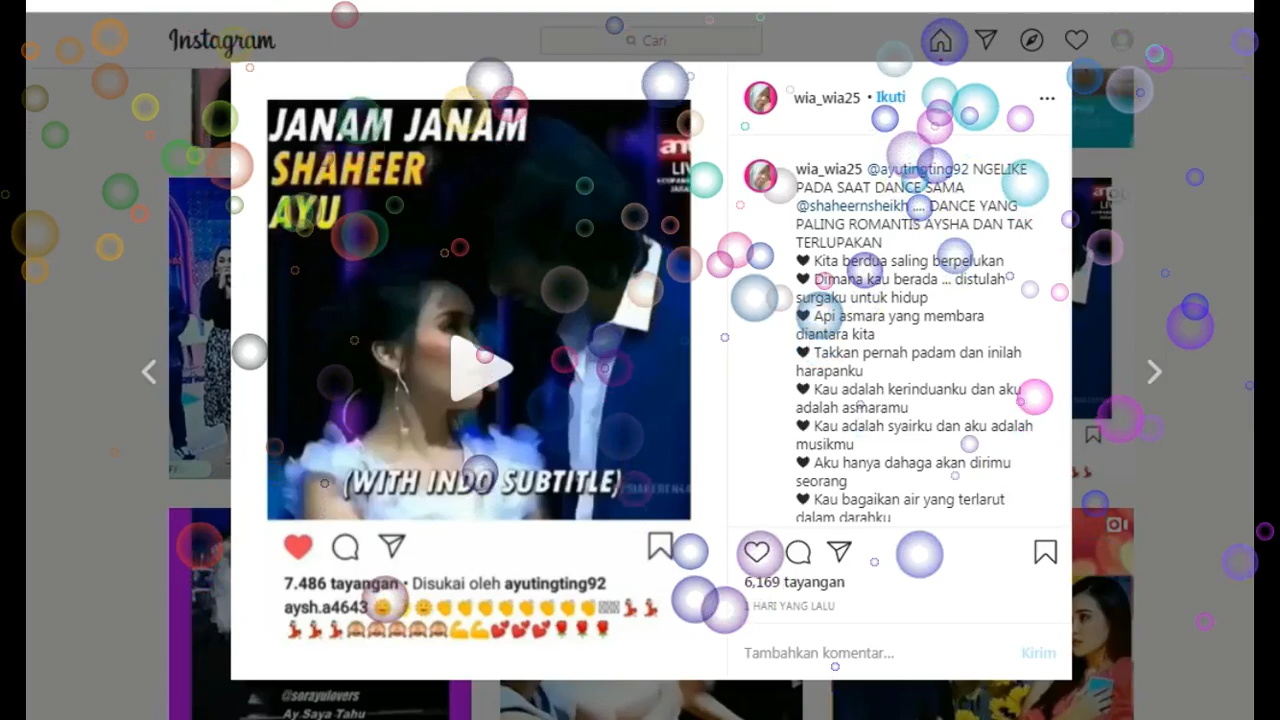 Instagram
Cari
JANAM JANAM
SHAHEER
AYU
LIV
(WITH INDO SUBTITLE)
7.486 tayangan · Disukai oleh ayutingting92
aysh.a4643
wia_wia25 • Ikuti
wia_wia25 @ayutingting92 NGELIKE
PADA SAAT DANCE SAMA
@shaheernsheikh .... DANCE YANG
PALING ROMANTIS AYSHA DAN TAK
TERLUPAKAN
🖤 Kita berdua saling berpelukan
🖤 Dimana kau berada ... distulah
surgaku untuk hidup
🖤 Api asmara yang membara
diantara kita
🖤 Takkan pernah padam dan inilah
harapanku
🖤 Kau adalah kerinduanku dan aku
adalah asmaramu
🖤 Kau adalah syairku dan aku adalah
musikmu
🖤 Aku hanya dahaga akan dirimu
seorang
🖤 Kau bagaikan air yang terlarut
dalam darahku
6,169 tayangan
1 HARI YANG LALU
Tambahkan komentar... Kirim
@sorayulovers
Ay Saya Tahu